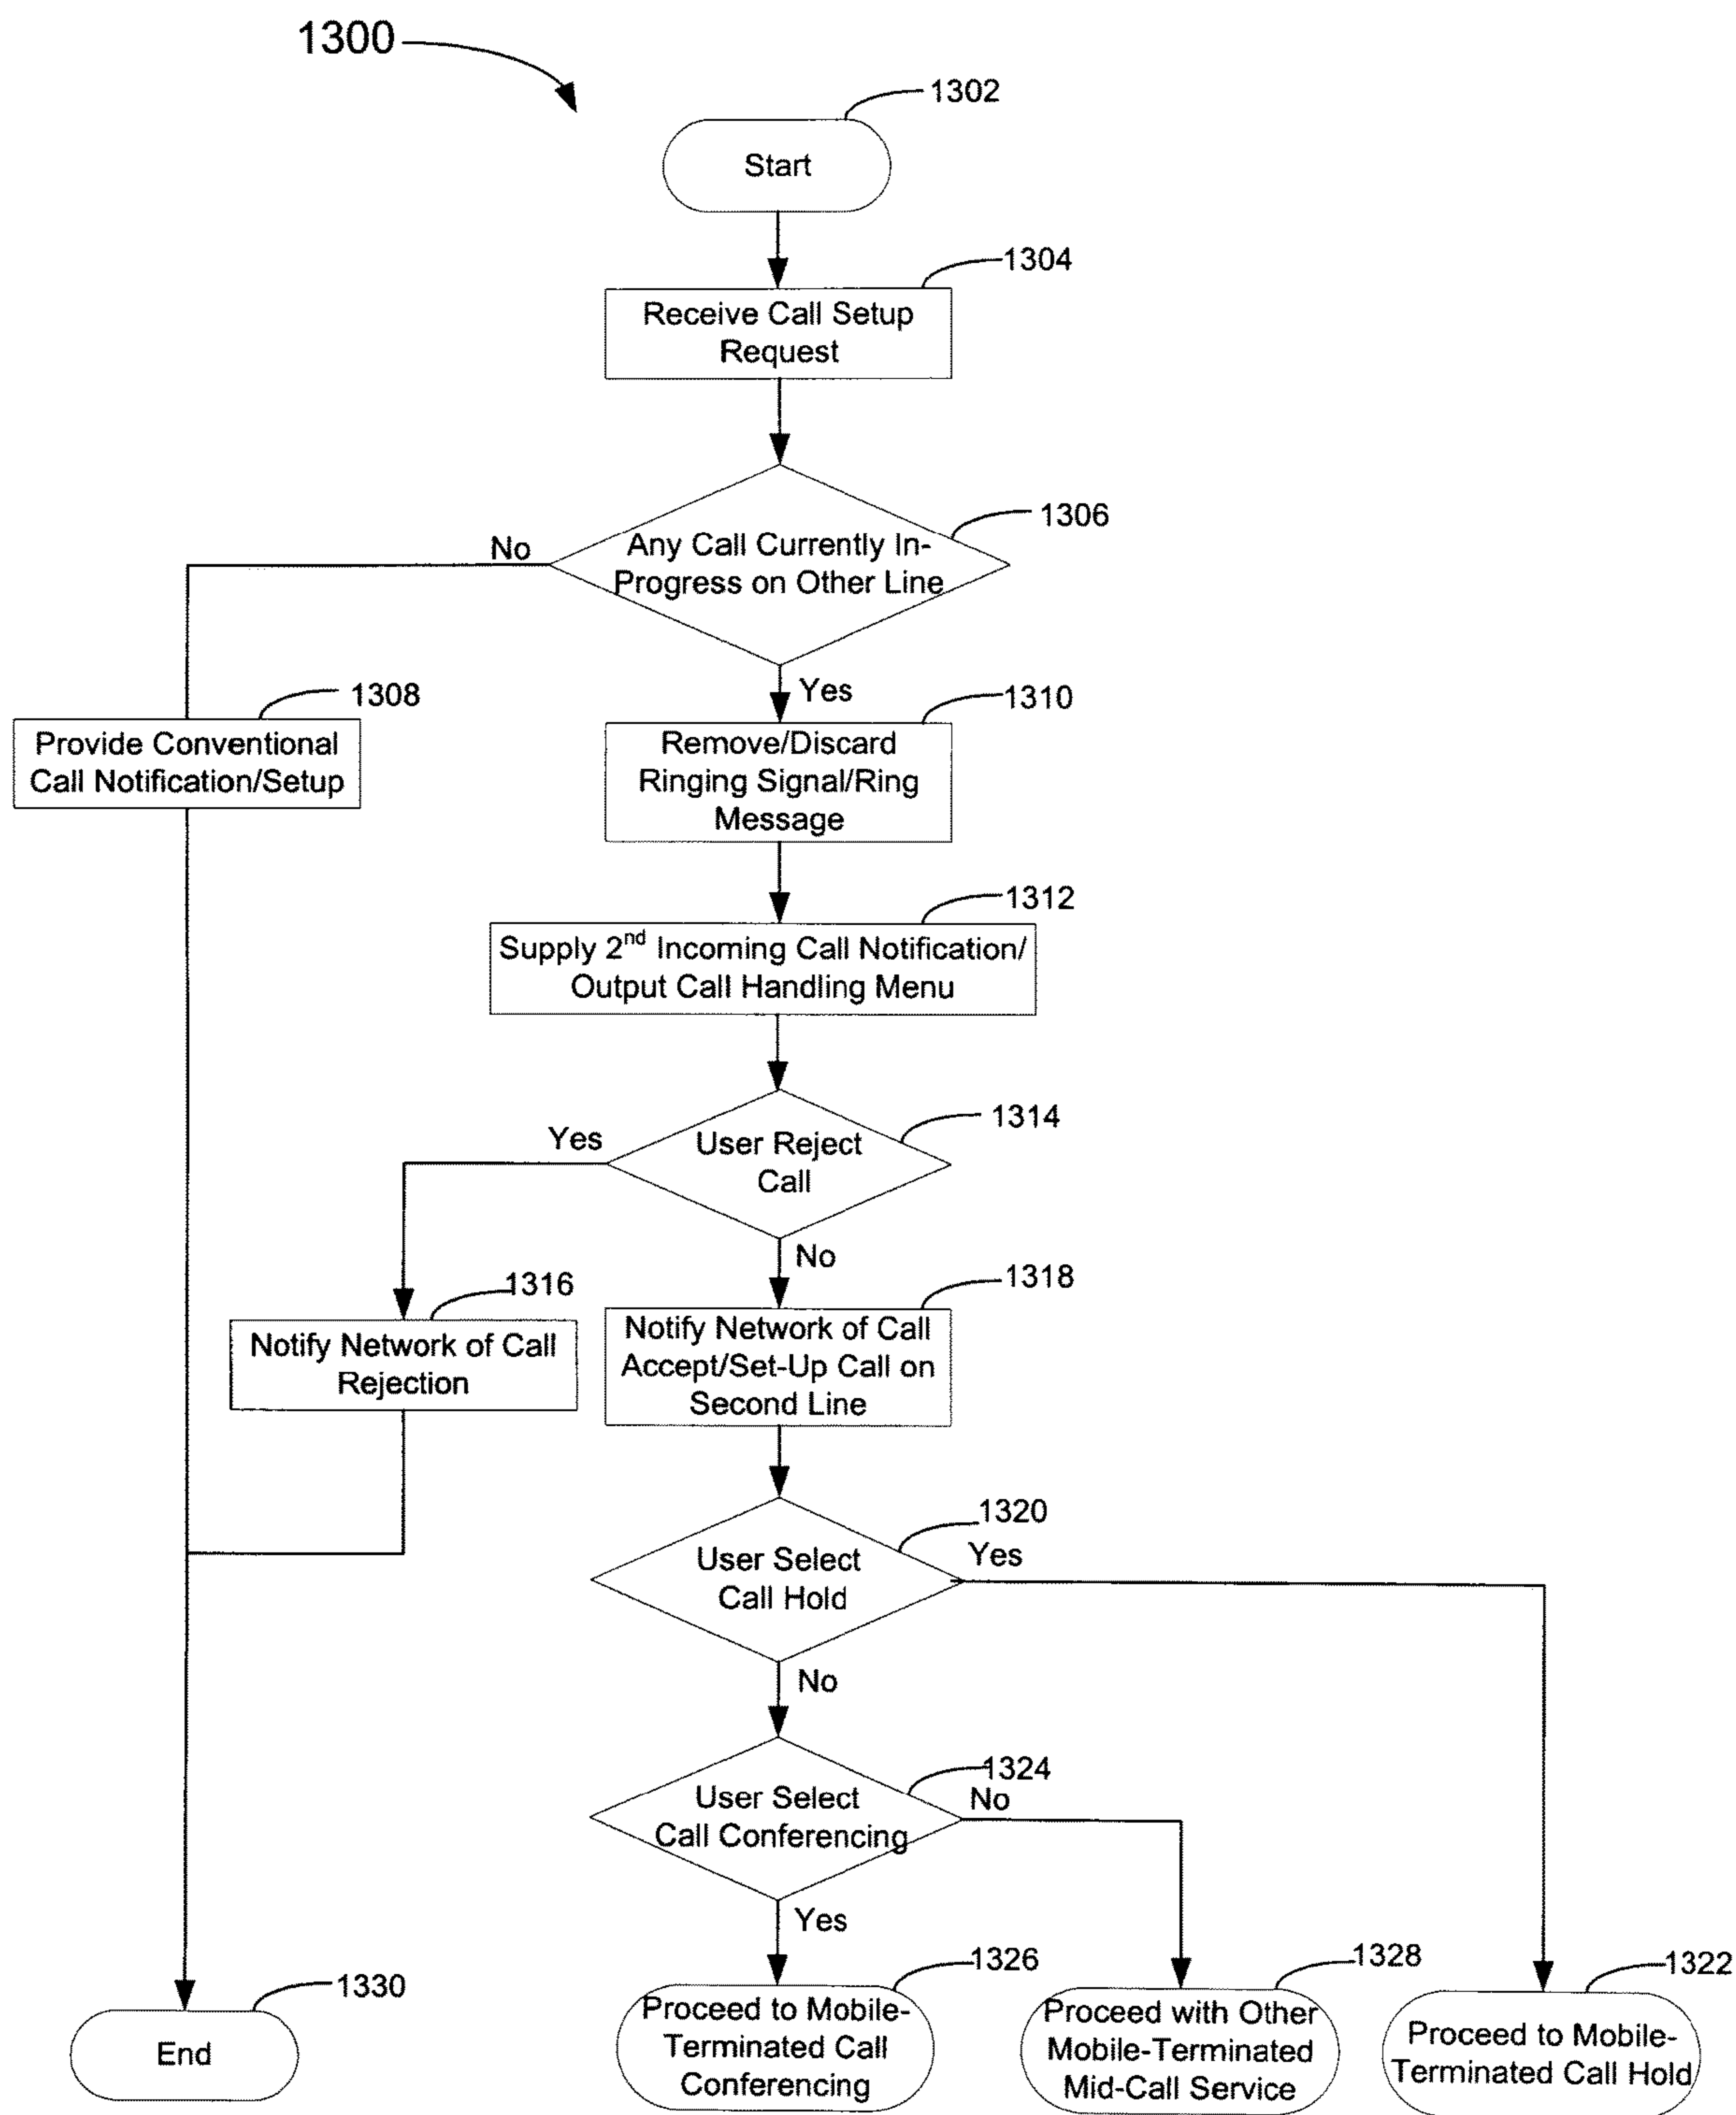 1300
1302
Start
1304
Receive Call Setup
Request
1306
Any Call Currently In-
Progress on Other Line
No
Yes
1308
Provide Conventional
Call Notification/Setup
1310
Remove/Discard
Ringing Signal/Ring
Message
1312
Supply 2nd Incoming Call Notification/
Output Call Handling Menu
1314
User Reject
Call
Yes
No
1316
Notify Network of Call
Rejection
1318
Notify Network of Call
Accept/Set-Up Call on
Second Line
1320
User Select
Call Hold
Yes
No
1324
User Select
Call Conferencing
No
Yes
1330
End
1326
Proceed to Mobile-
Terminated Call
Conferencing
1328
Proceed with Other
Mobile-Terminated
Mid-Call Service
1322
Proceed to Mobile-
Terminated Call Hold